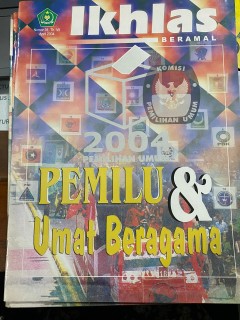 Ikhlas
BERAMAL
KOMISI
PEMILIHAN UMUM
2004
PEMILIHAN UMUM
PEMILU &
Umat Beragama